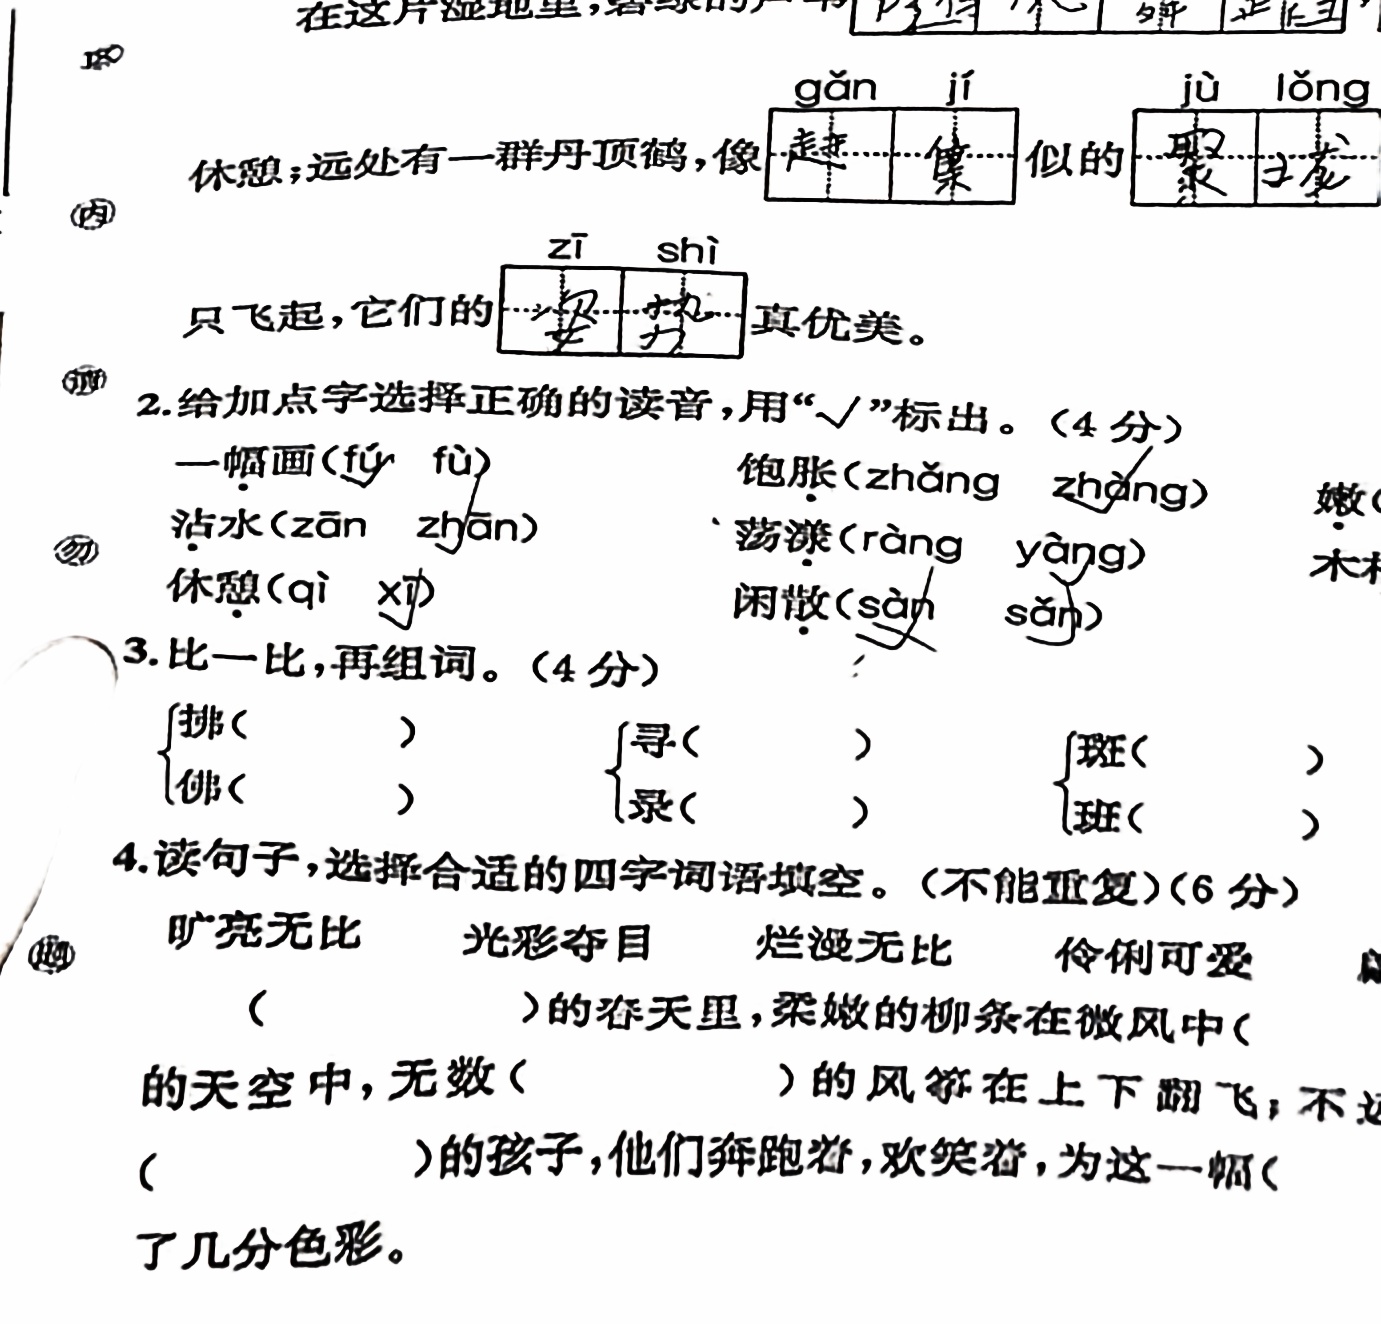 在这片湿地里,碧绿的芦苇
gǎn jí jù lǒng
休憩;远处有一群丹顶鹤,像赶集似的聚拢
zī shì
只飞起,它们的姿势真优美。
2.给加点字选择正确的读音,用“√”标出。(4 分)
一幅画(fú fù) 饱胀(zhǎng zhàng) 嫩(
沾水(zān zhān) 荡漾(ràng yàng) 木
休憩(qì xī) 闲散(sàn sǎn)
3.比一比,再组词。(4 分)
拂( ) 寻( ) 斑( )
佛( ) 录( ) 班( )
4.读句子,选择合适的四字词语填空。(不能重复)(6 分)
明亮无比 光彩夺目 烂漫无比 伶俐可爱
( )的春天里,柔嫩的柳条在微风中(
的天空中,无数( )的风筝在上下翻飞;不远
( )的孩子,他们奔跑着,欢笑着,为这一幅(
了几分色彩。
内